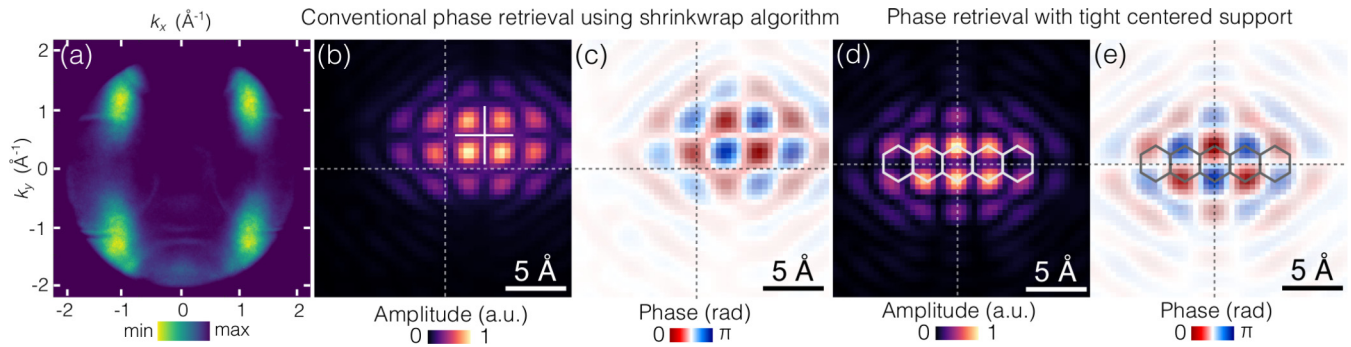 kx (Å-1)
Conventional phase retrieval using shrinkwrap algorithm
Phase retrieval with tight centered support
(a)
(b)
(c)
(d)
(e)
ky (Å-1)
2
1
0
-1
-2
-2
-1
0
1
2
min
max
5 Å
5 Å
5 Å
5 Å
Amplitude (a.u.)
0
1
Phase (rad)
0
π
Amplitude (a.u.)
0
1
Phase (rad)
0
π